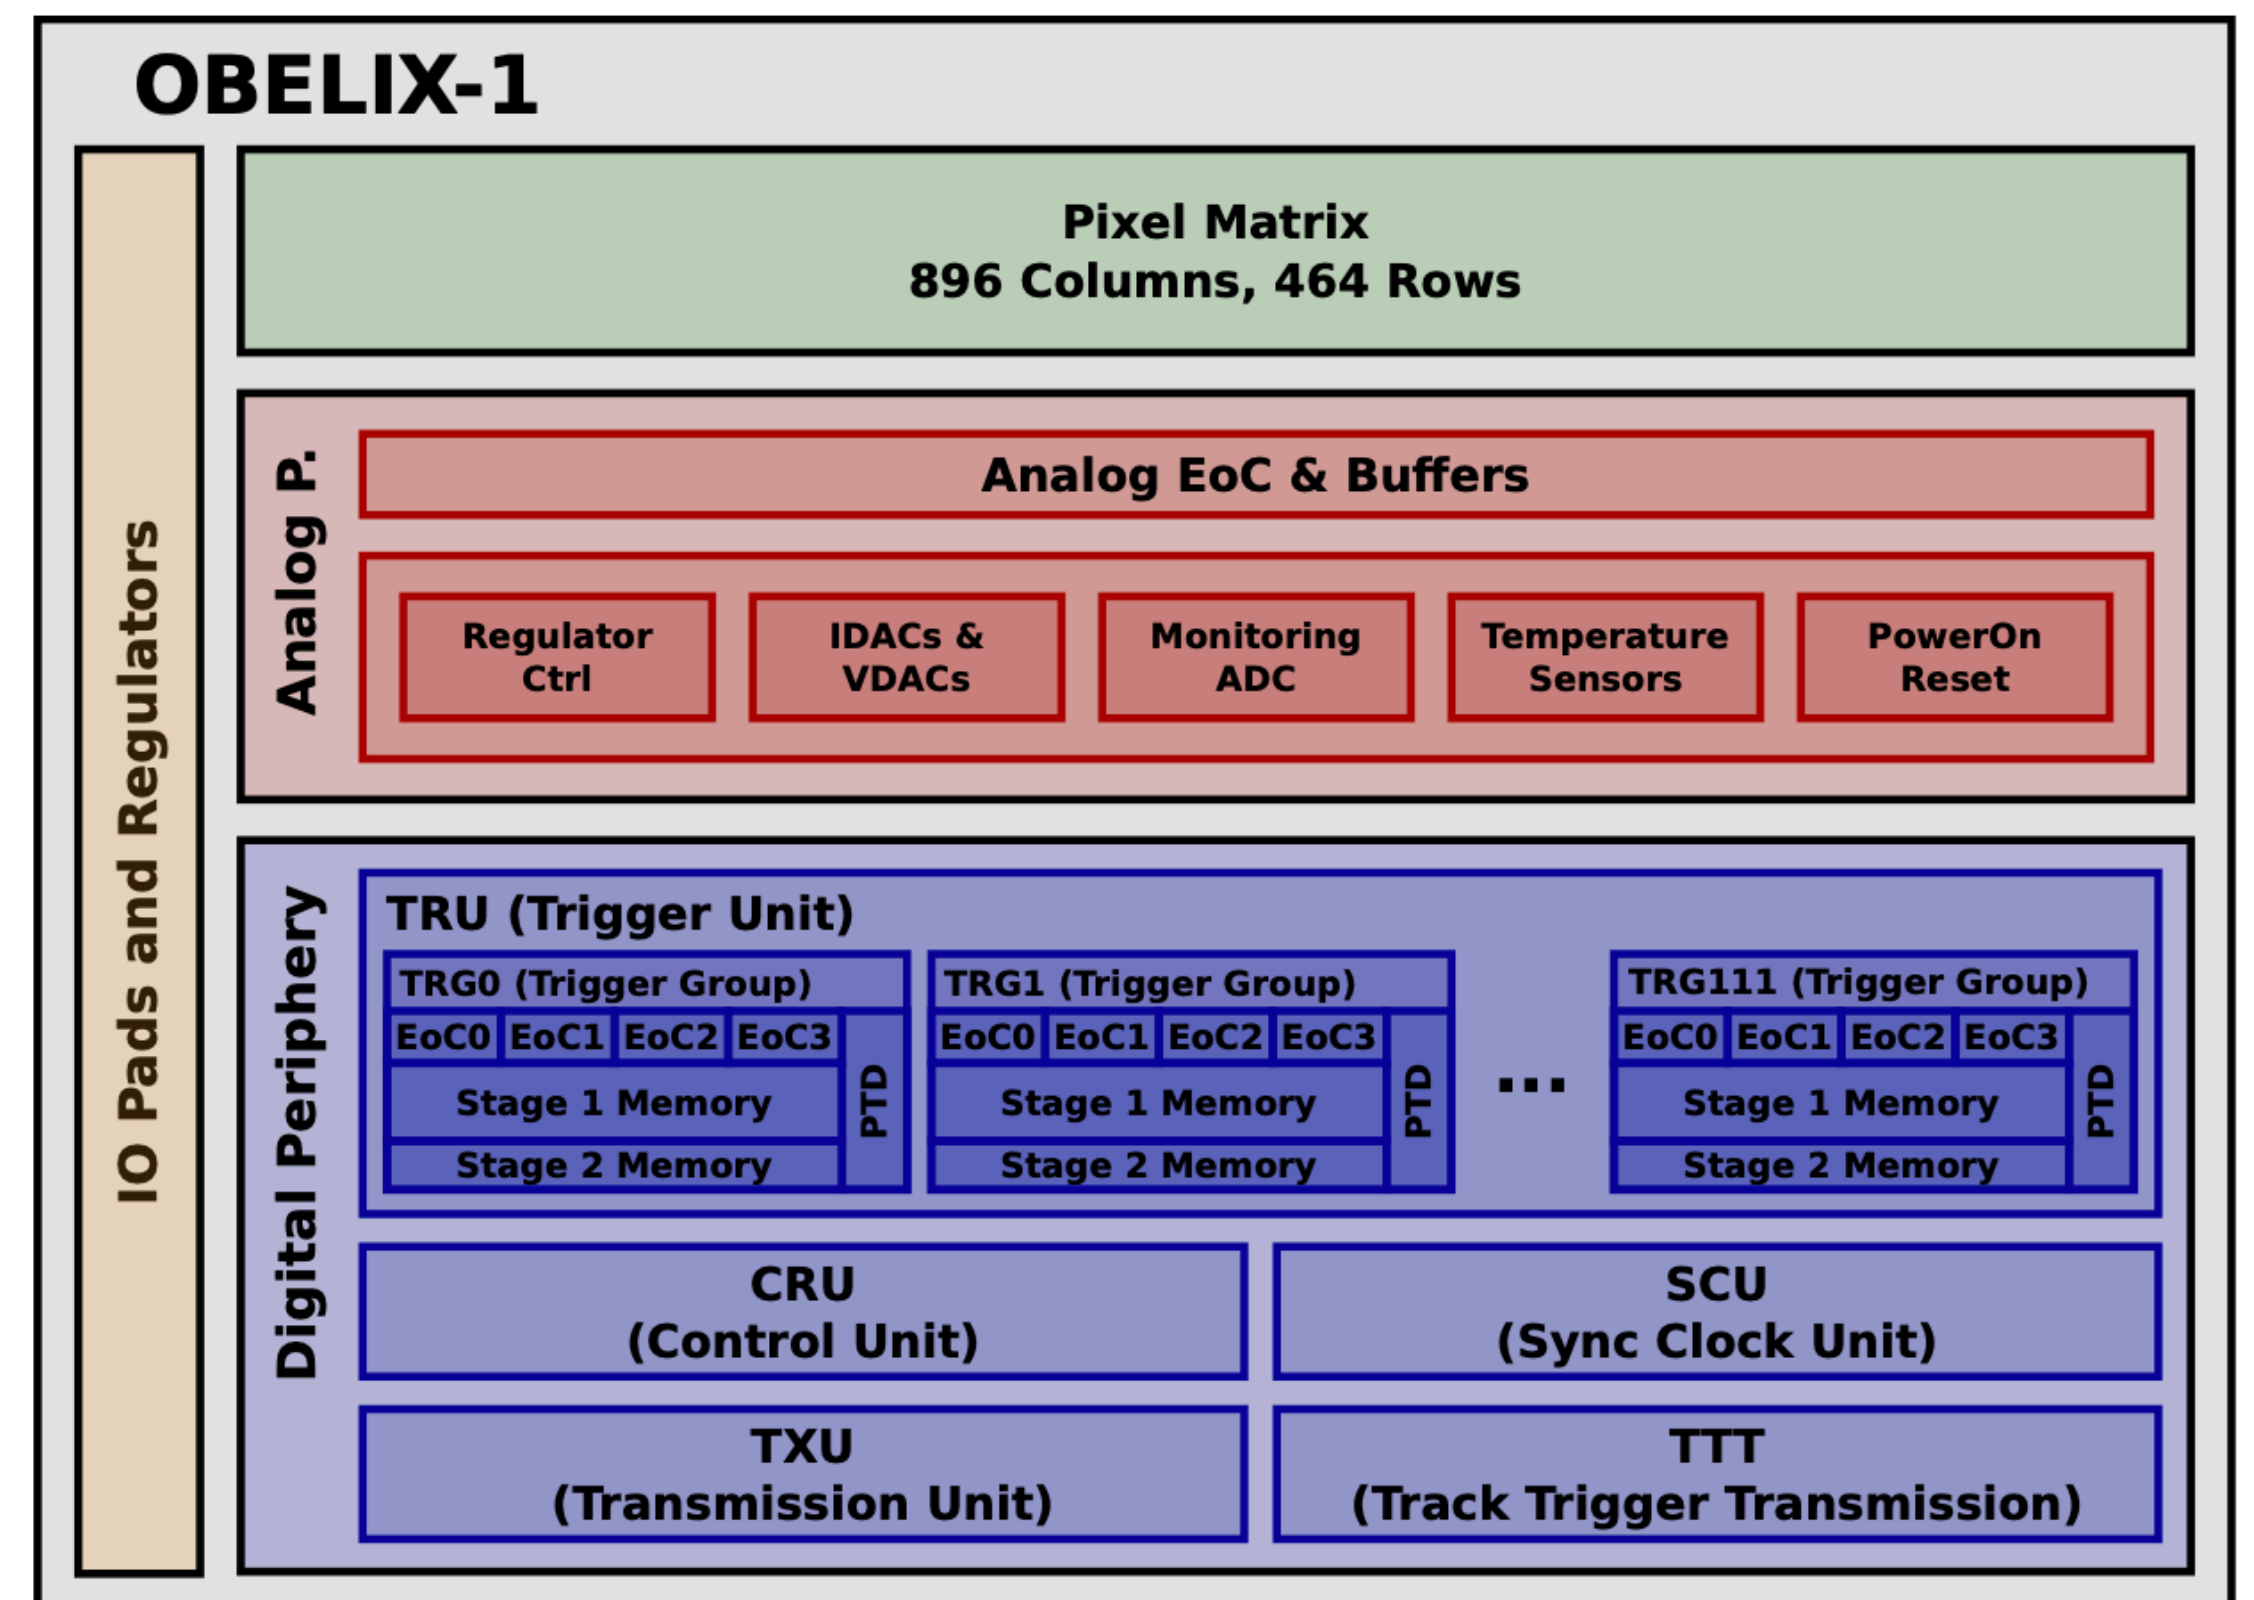 OBELIX-1
IO Pads and Regulators
Pixel Matrix
896 Columns, 464 Rows
Analog P.
Analog EoC & Buffers
Regulator
Ctrl
IDACs &
VDACs
Monitoring
ADC
Temperature
Sensors
PowerOn
Reset
Digital Periphery
TRU (Trigger Unit)
TRG0 (Trigger Group)
EoC0 EoC1 EoC2 EoC3
PTD
Stage 1 Memory
Stage 2 Memory
TRG1 (Trigger Group)
EoC0 EoC1 EoC2 EoC3
PTD
Stage 1 Memory
Stage 2 Memory
...
TRG111 (Trigger Group)
EoC0 EoC1 EoC2 EoC3
PTD
Stage 1 Memory
Stage 2 Memory
CRU
(Control Unit)
SCU
(Sync Clock Unit)
TXU
(Transmission Unit)
TTT
(Track Trigger Transmission)